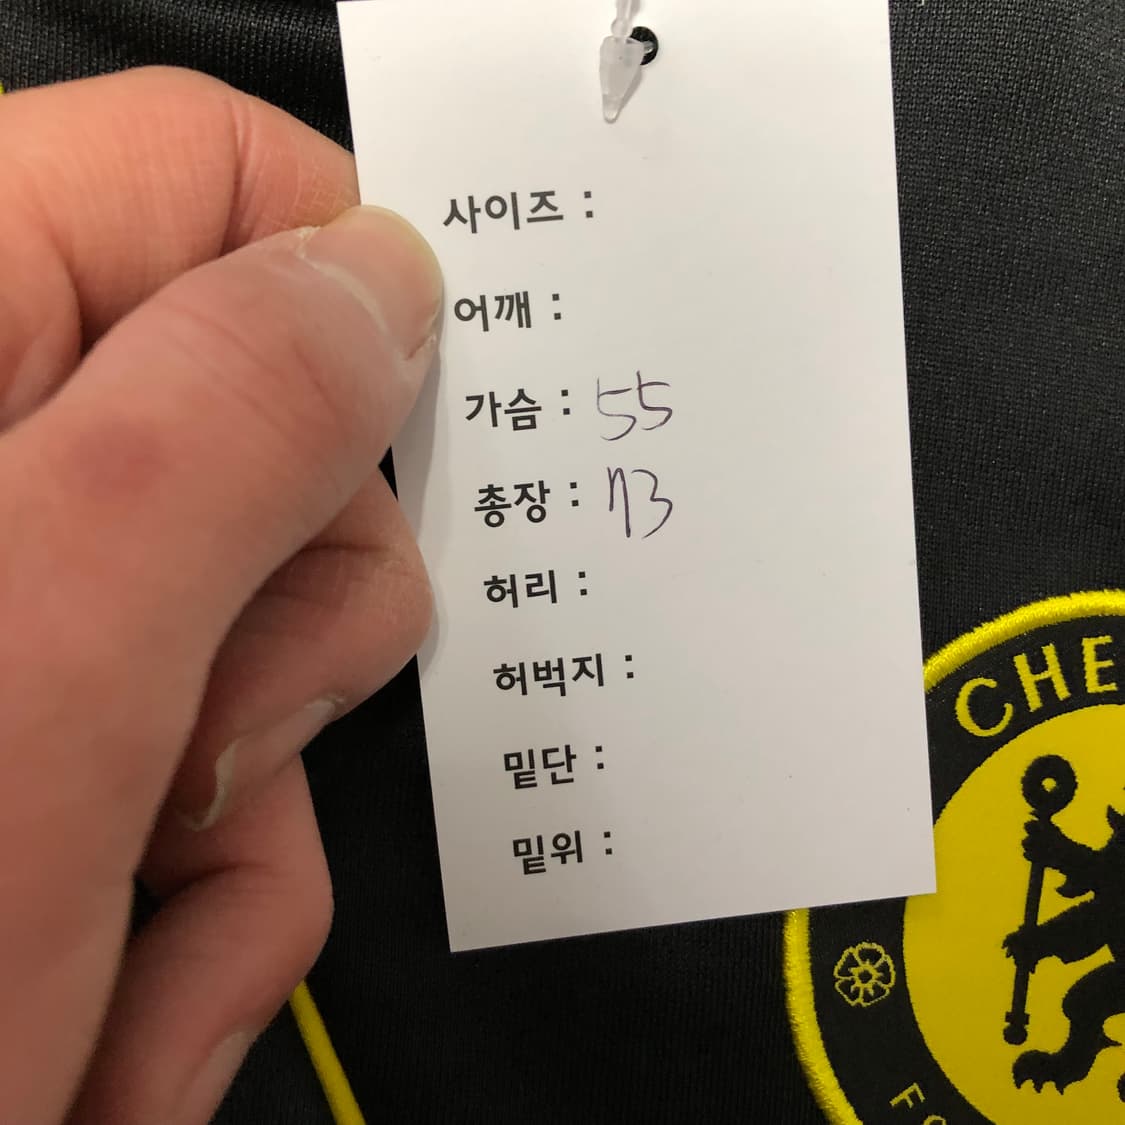 사이즈 :
어깨 :
가슴 : 55
총장 : 73
허리 :
허벅지 :
밑단 :
밑위 :
CHE
FO